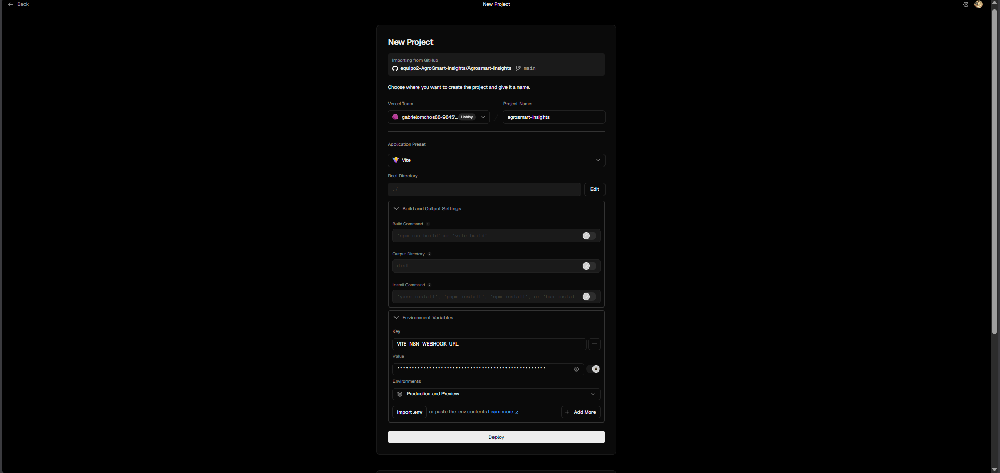 Back
New Project
New Project
Importing from GitHub
equipo2-AgroSmart-Insights/Agrosmart-Insights main
Choose where you want to create the project and give it a name.
Vercel Team
Project Name
gabrielomchos88-9845'... Hobby
/
agrosmart-insights
Application Preset
Vite
Root Directory
./
Edit
Build and Output Settings
Build Command
`npm run build` or `vite build`
Output Directory
dist
Install Command
`yarn install`, `pnpm install`, `npm install`, or `bun instal
Environment Variables
Key
VITE_N8N_WEBHOOK_URL
Value
Environments
Production and Preview
Import .env or paste the .env contents Learn more
Add More
Deploy